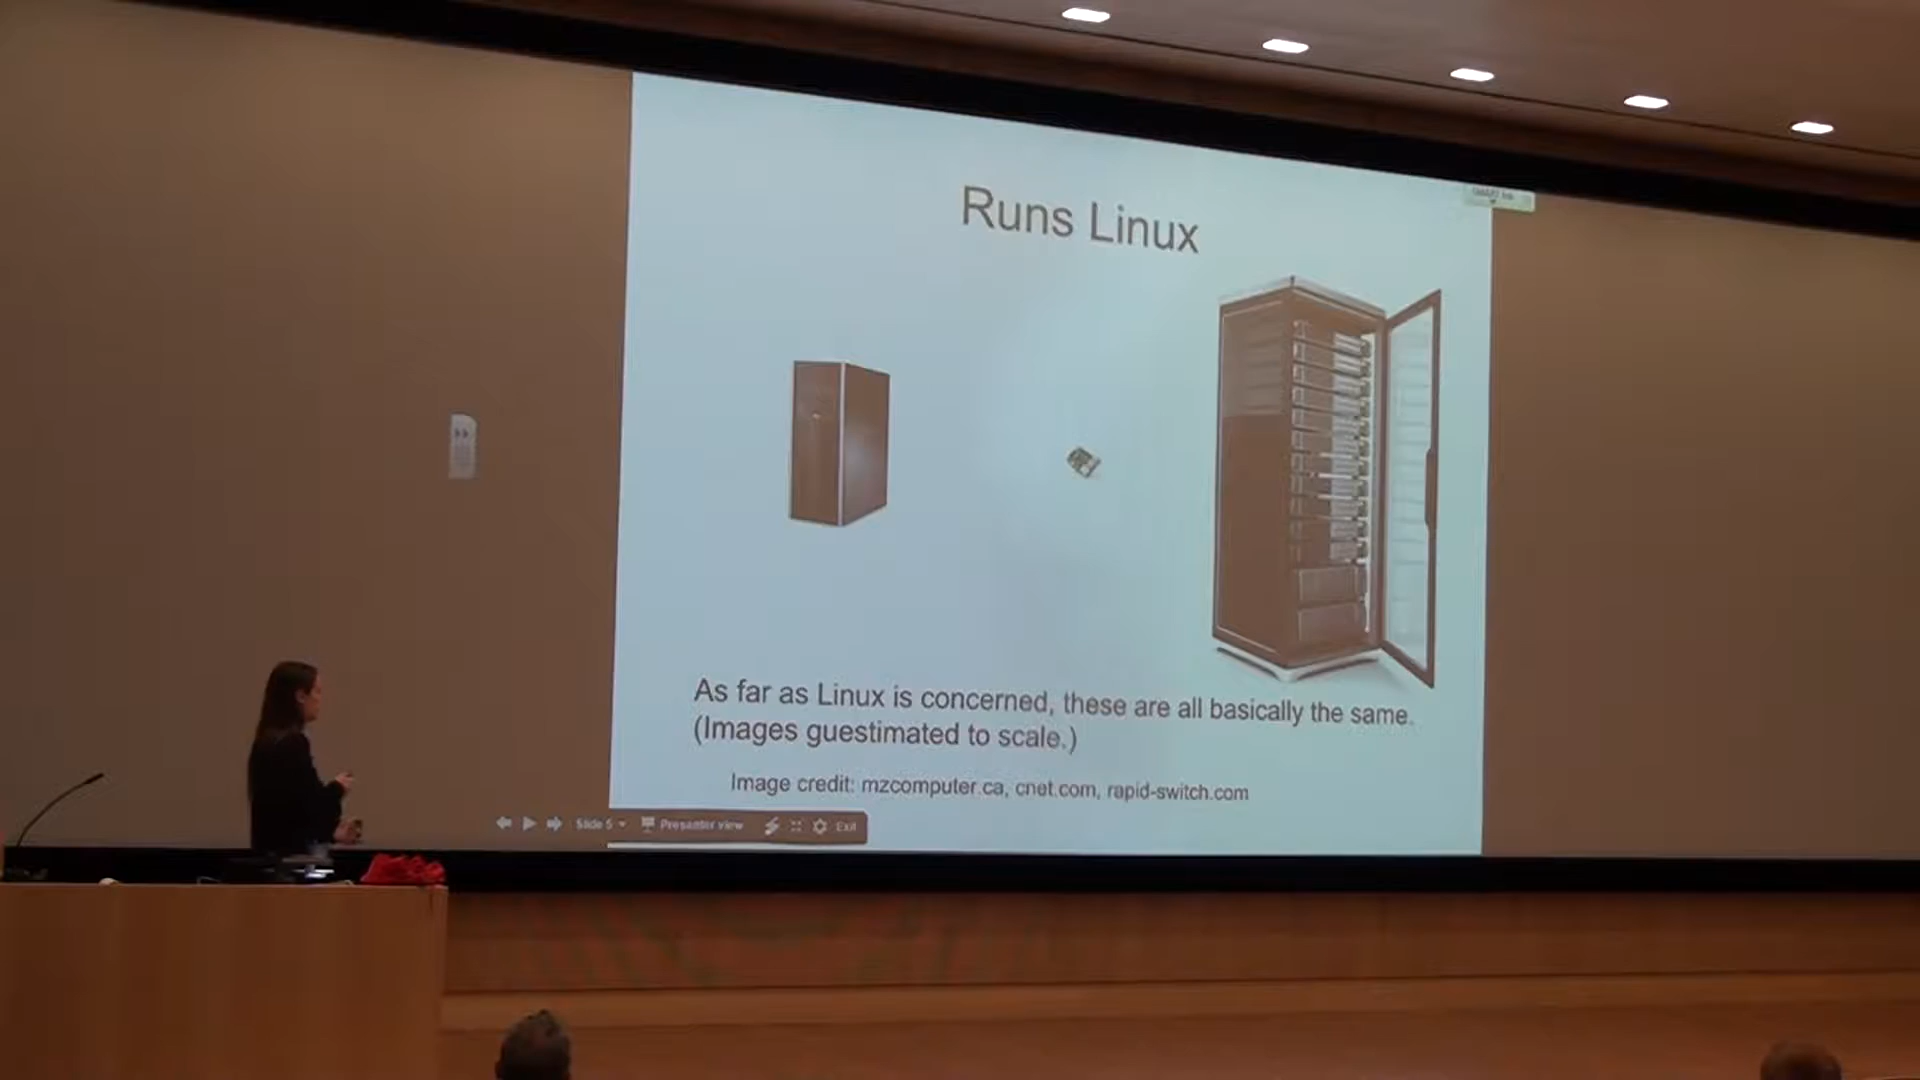 Runs Linux
As far as Linux is concerned, these are all basically the same.
(Images guestimated to scale.)
Image credit: mzcomputer.ca, cnet.com, rapid-switch.com
Slide 5
Presenter view
Exit